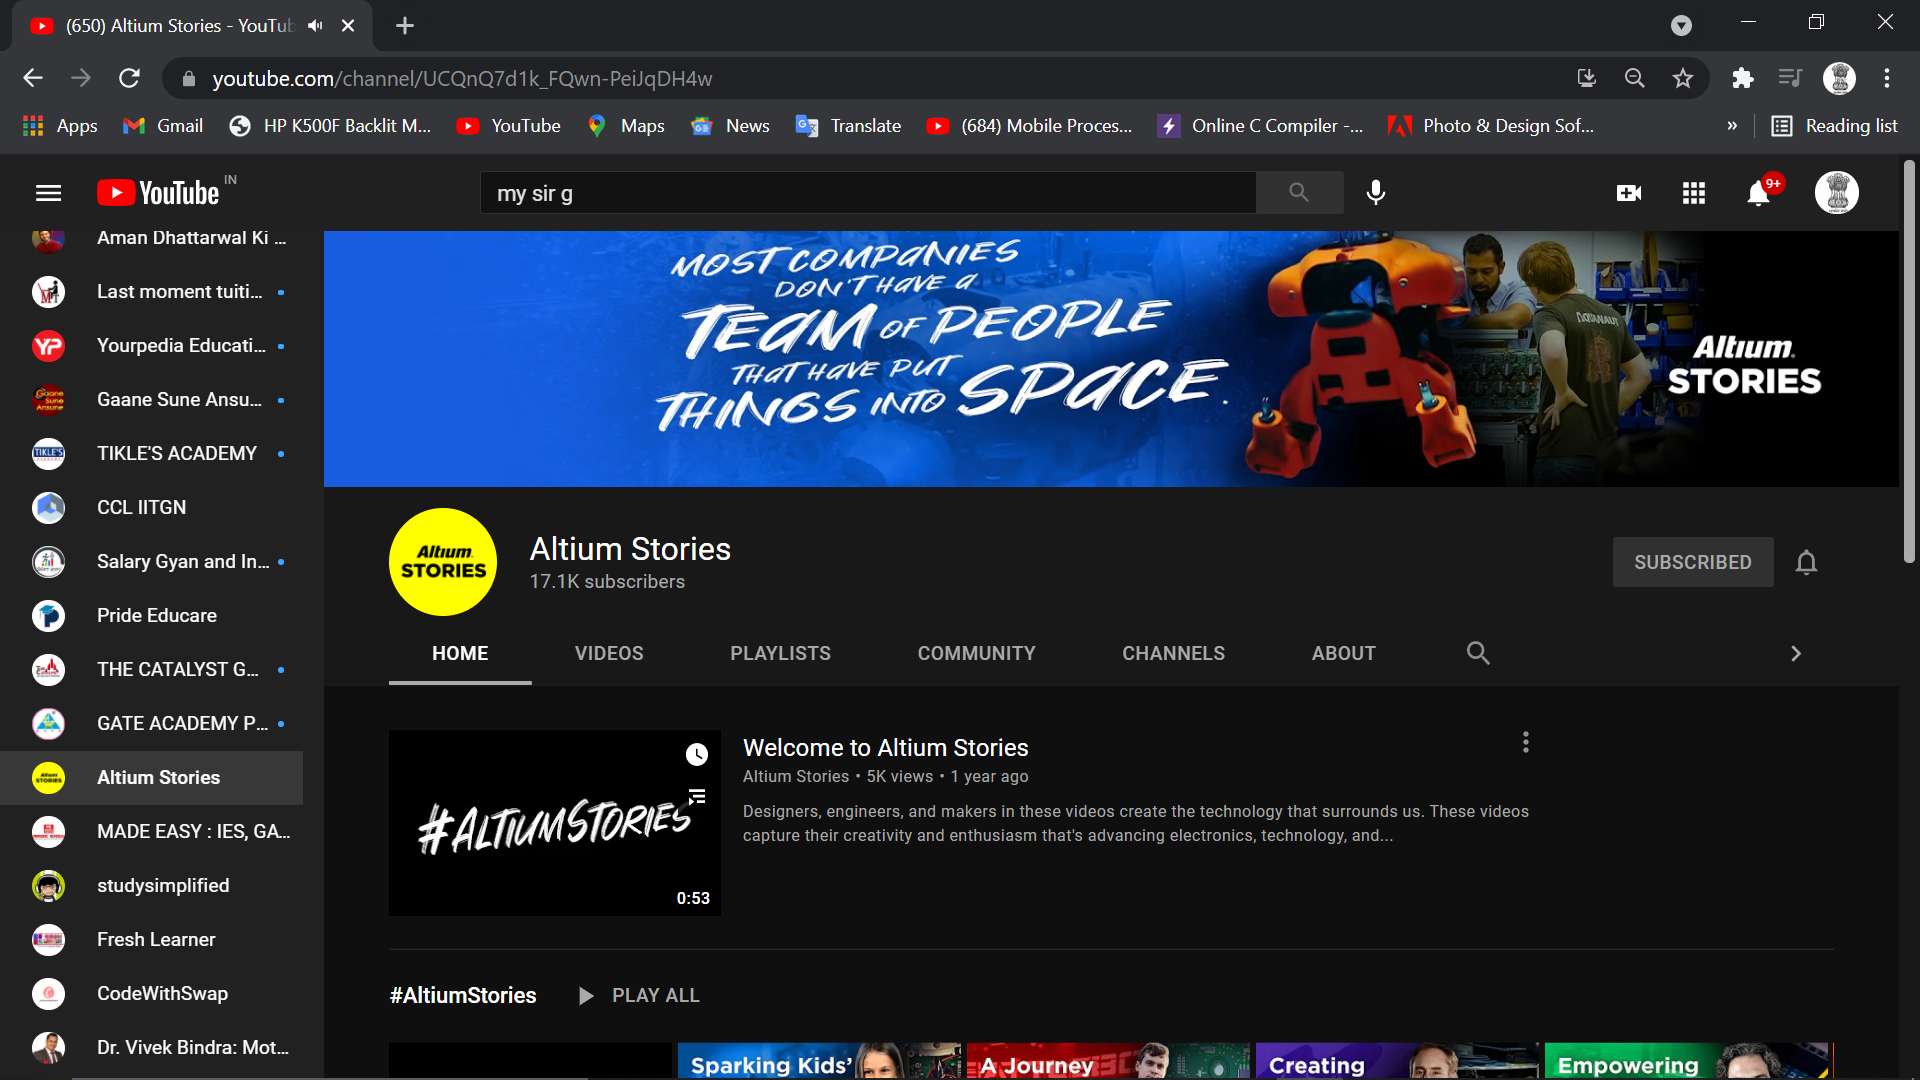 (650) Altium Stories - YouTub
youtube.com/channel/UCQnQ7d1k_FQwn-PeiJqDH4w
Apps
Gmail
HP K500F Backlit M...
YouTube
Maps
News
Translate
(684) Mobile Proces...
Online C Compiler -...
Photo & Design Sof...
»
Reading list
YouTube IN
my sir g
9+
Aman Dhattarwal Ki ...
Last moment tuiti...
Yourpedia Educati...
Gaane Sune Ansu...
TIKLE'S ACADEMY
CCL IITGN
Salary Gyan and In...
Pride Educare
THE CATALYST G...
GATE ACADEMY P...
Altium Stories
MADE EASY : IES, GA...
studysimplified
Fresh Learner
CodeWithSwap
Dr. Vivek Bindra: Mot...
YP
Gaane
Sune
Ansune
TIKLE'S
MOST COMPANIES
DON'T HAVE A
TEAM OF PEOPLE
THAT HAVE PUT
THINGS INTO SPACE.
Altium.
STORIES
Altium.
STORIES
Altium Stories
17.1K subscribers
SUBSCRIBED
HOME
VIDEOS
PLAYLISTS
COMMUNITY
CHANNELS
ABOUT
#ALTIUMSTORIES
0:53
Welcome to Altium Stories
Altium Stories • 5K views • 1 year ago
Designers, engineers, and makers in these videos create the technology that surrounds us. These videos
capture their creativity and enthusiasm that's advancing electronics, technology, and...
#AltiumStories
PLAY ALL
Sparking Kids'
A Journey
Creating
Empowering